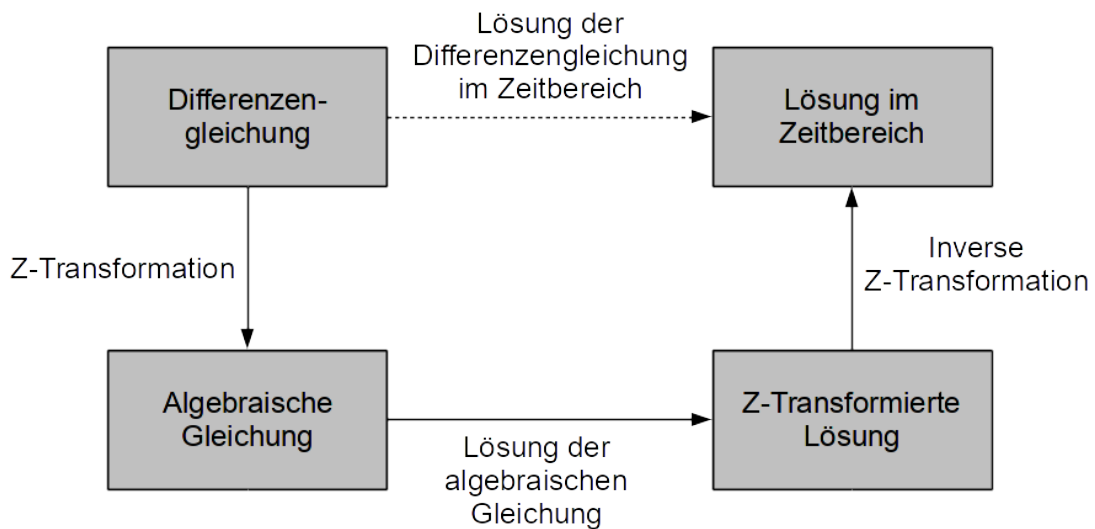 Lösung der
Differenzengleichung
im Zeitbereich
Differenzen-
gleichung
Lösung im
Zeitbereich
Z-Transformation
Inverse
Z-Transformation
Algebraische
Gleichung
Z-Transformierte
Lösung
Lösung der
algebraischen
Gleichung